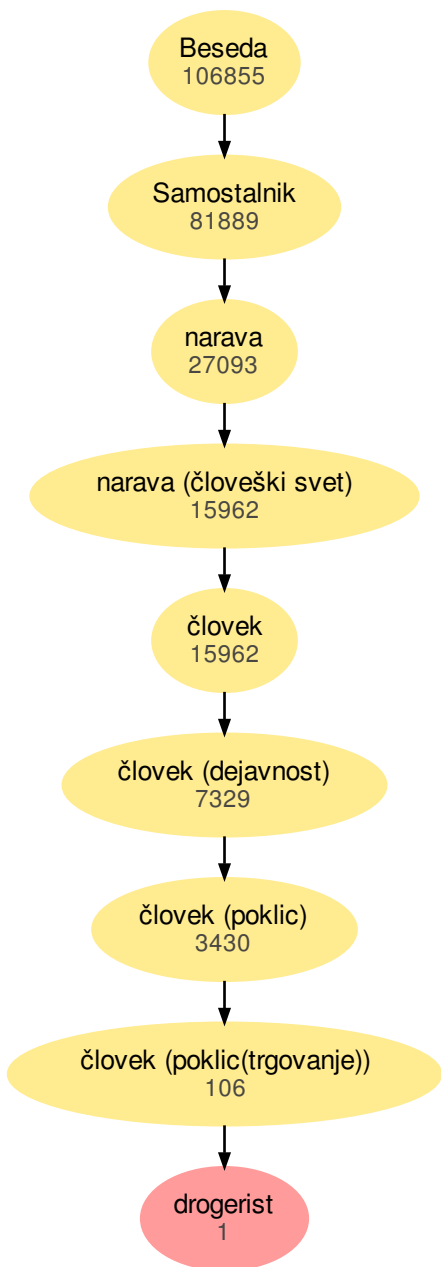 Beseda
106855
Samostalnik
81889
narava
27093
narava (človeški svet)
15962
človek
15962
človek (dejavnost)
7329
človek (poklic)
3430
človek (poklic(trgovanje))
106
drogerist
1